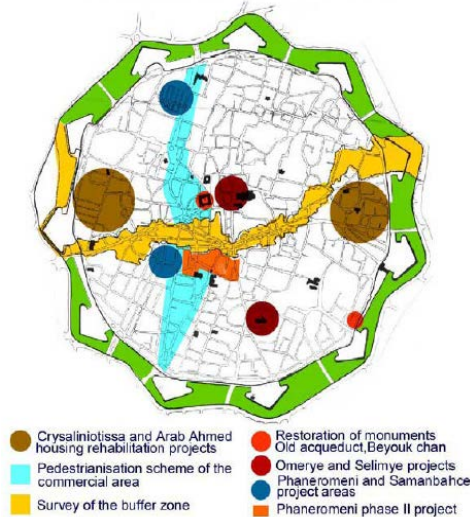 Crysaliniotissa and Arab Ahmed
housing rehabilitation projects
Pedestrianisation scheme of the
commercial area
Survey of the buffer zone
Restoration of monuments
Old acqueduct,Beyouk chan
Omerye and Selimye projects
Phaneromeni and Samanbahce
project areas
Phaneromeni phase II project